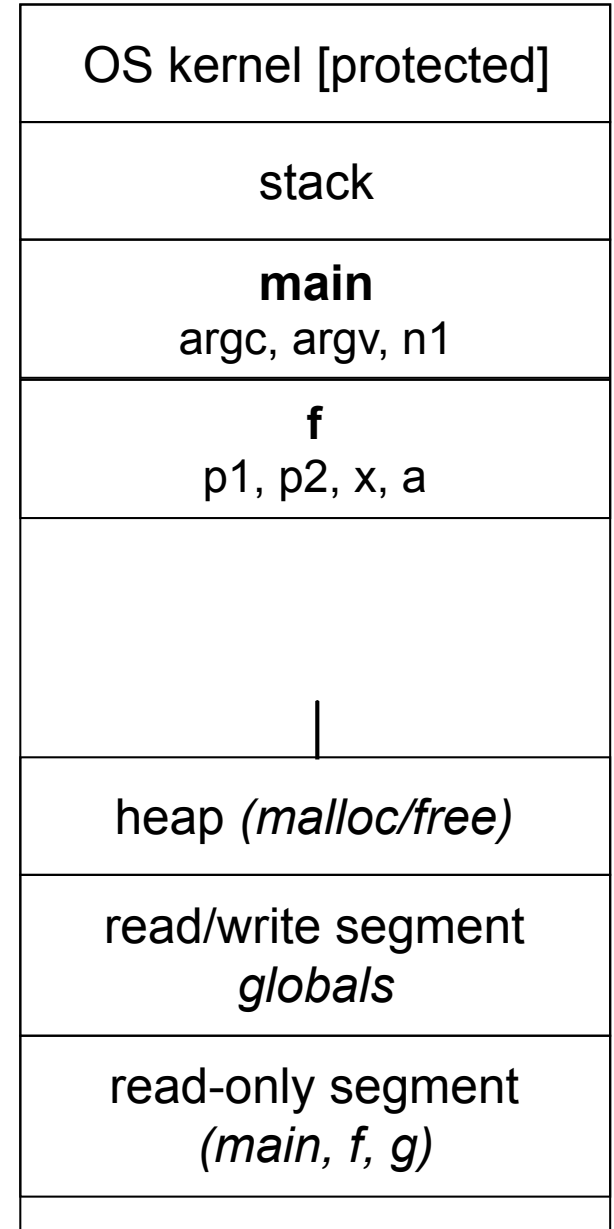 OS kernel [protected]
stack
main
argc, argv, n1
f
p1, p2, x, a
heap (malloc/free)
read/write segment
globals
read-only segment
(main, f, g)